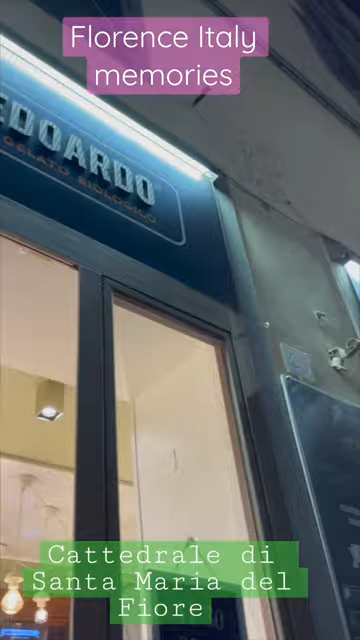 Florence Italy
memories
EDOARDO
GELATO BIOLOGICO
Cattedrale di
Santa Maria del
Fiore